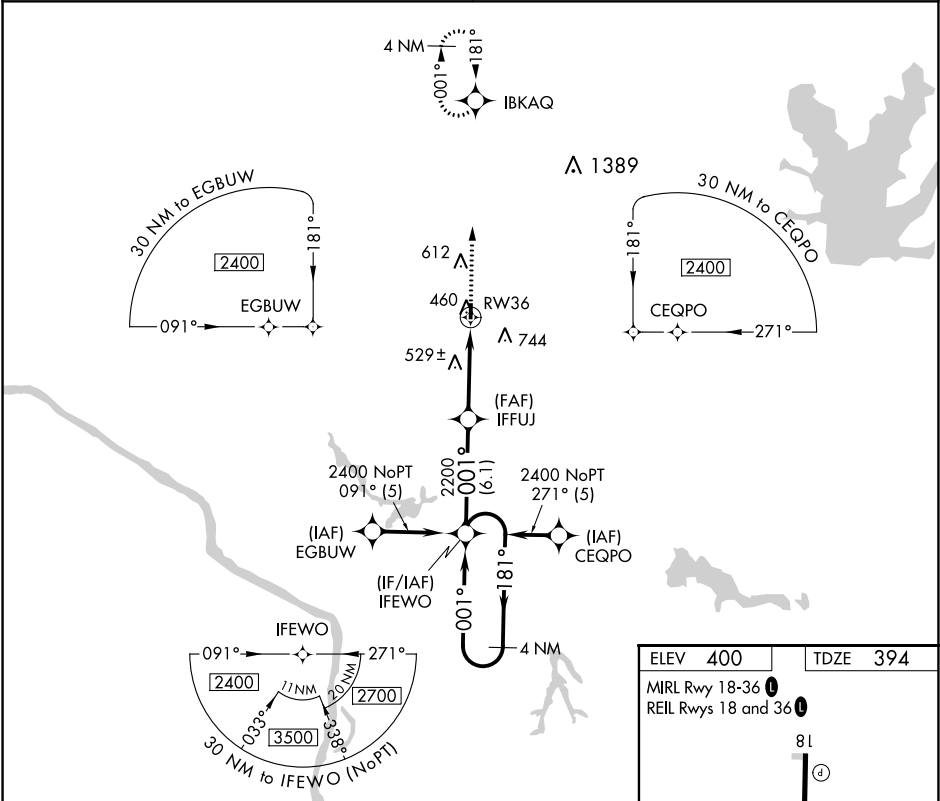 4 NM
001°
181°
IBKAQ
1389
30 NM to EGBUW
181°
2400
EGBUW
091°
30 NM to CEQPO
181°
2400
CEQPO
271°
612
460
RW36
744
529±
(FAF)
IFFUJ
2200
001°
(6.1)
2400 NoPT
091° (5)
2400 NoPT
271° (5)
(IAF)
EGBUW
(IAF)
CEQPO
(IF/IAF)
IFEWO
001°
181°
4 NM
IFEWO
091°
271°
2400
11NM
20 NM
2700
033°
338°
3500
30 NM to IFEWO (NoPT)
ELEV 400
TDZE 394
MIRL Rwy 18-36 L
REIL Rwys 18 and 36 L
18
P